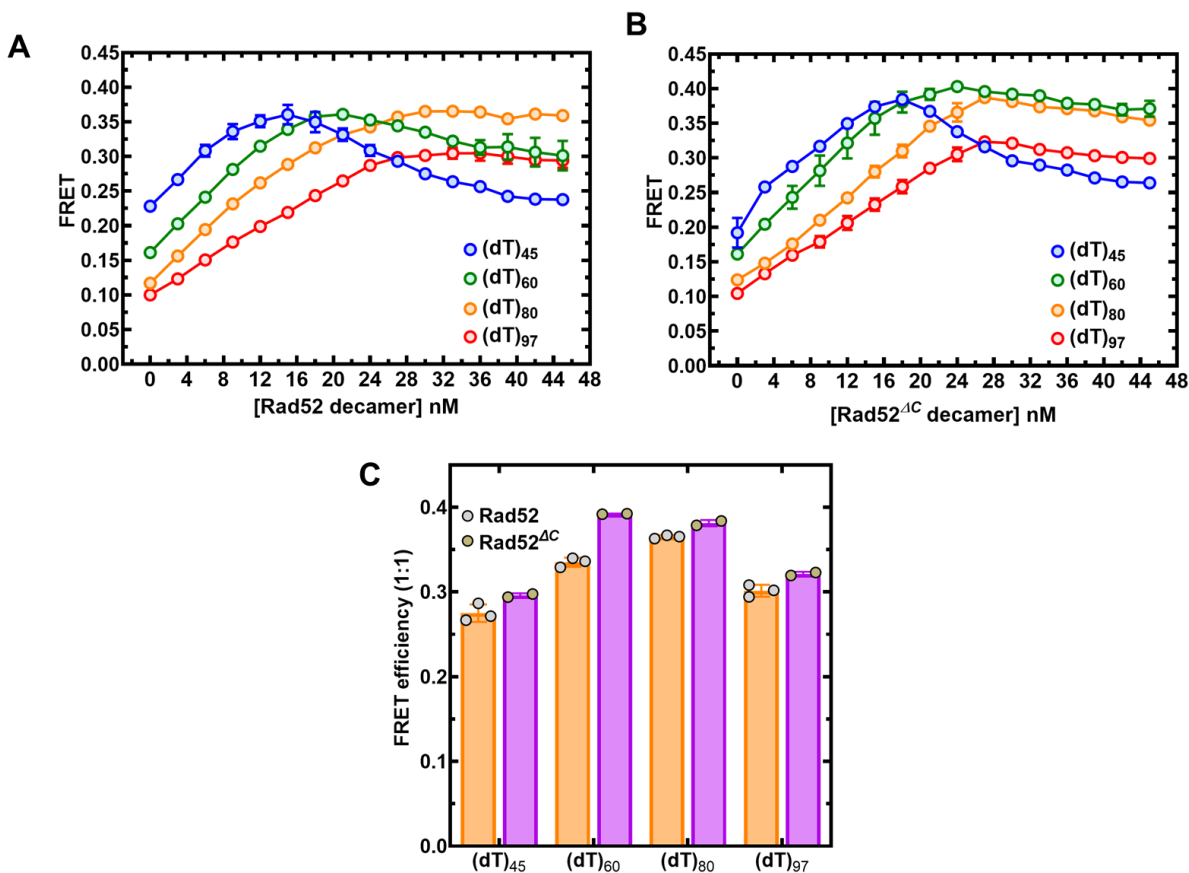 A
FRET
0.45
0.40
0.35
0.30
0.25
0.20
0.15
0.10
0.05
0.00
(dT)45
(dT)60
(dT)80
(dT)97
0 4 8 12 16 20 24 28 32 36 40 44 48
[Rad52 decamer] nM
B
FRET
0.45
0.40
0.35
0.30
0.25
0.20
0.15
0.10
0.05
0.00
(dT)45
(dT)60
(dT)80
(dT)97
0 4 8 12 16 20 24 28 32 36 40 44 48
[Rad52ΔC decamer] nM
C
FRET efficiency (1:1)
0.4
0.3
0.2
0.1
0.0
Rad52
Rad52ΔC
(dT)45 (dT)60 (dT)80 (dT)97